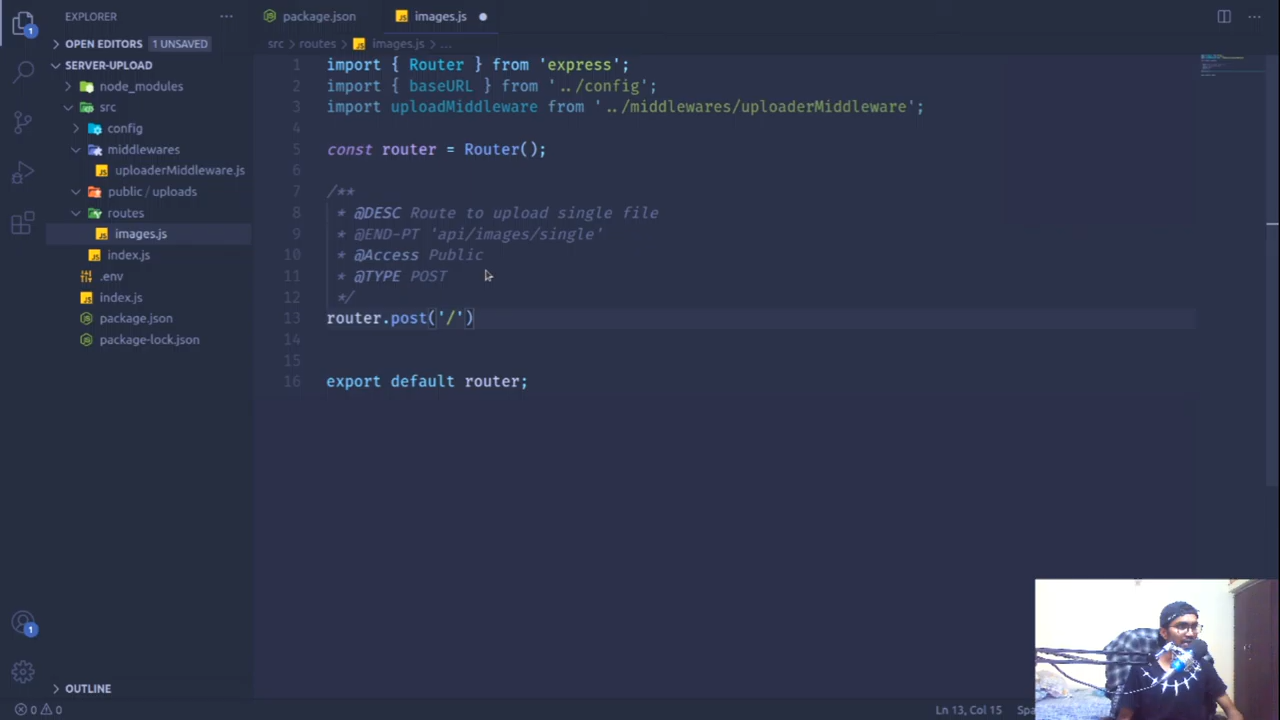 EXPLORER
package.json
images.js
OPEN EDITORS 1 UNSAVED
src > routes > images.js > ...
SERVER-UPLOAD
node_modules
src
config
middlewares
uploaderMiddleware.js
public / uploads
routes
images.js
index.js
.env
index.js
package.json
package-lock.json
1 import { Router } from 'express';
2 import { baseURL } from '../config';
3 import uploadMiddleware from '../middlewares/uploaderMiddleware';
4
5 const router = Router();
6
7 /**
8 * @DESC Route to upload single file
9 * @END-PT 'api/images/single'
10 * @Access Public
11 * @TYPE POST
12 */
13 router.post('/')
14
15
16 export default router;
1
1
OUTLINE
0 0
Ln 13, Col 15